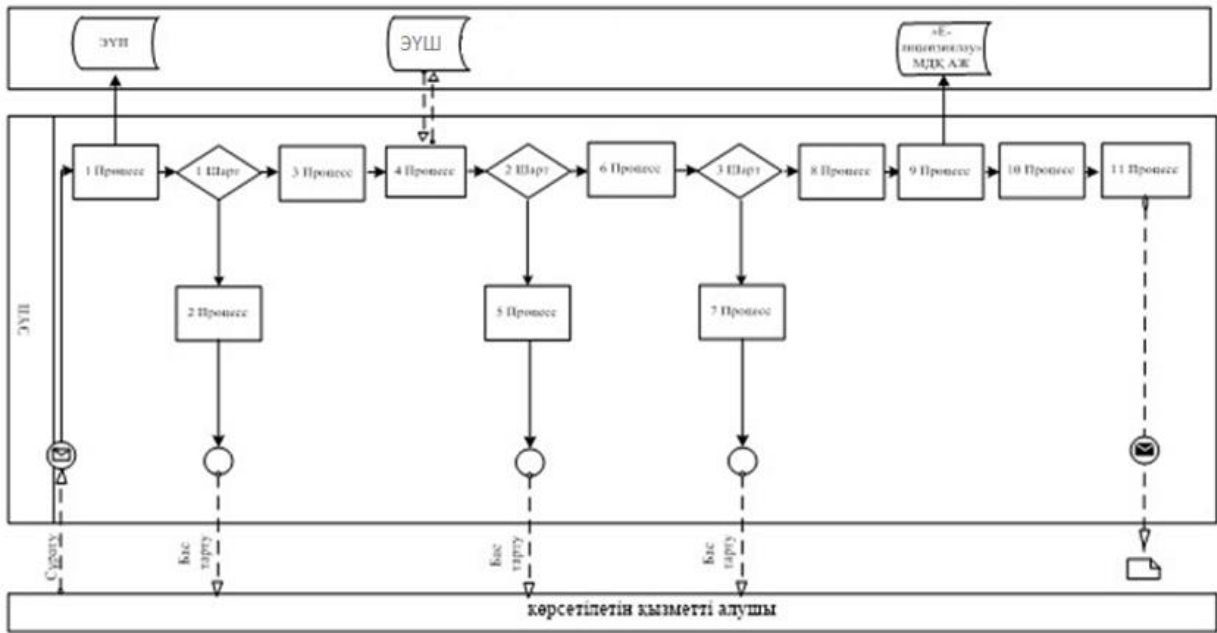 ЭҮП
ЭҮШ
«Е-
лицензиялау»
МДҚ АЖ
1 Процесс
1 Шарт
3 Процесс
4 Процесс
2 Шарт
6 Процесс
3 Шарт
8 Процесс
9 Процесс
10 Процесс
11 Процесс
2 Процесс
5 Процесс
7 Процесс
ЭҮП
Сұрату
Бас
тарту
Бас
тарту
Бас
тарту
көрсетілетін қызметті алушы